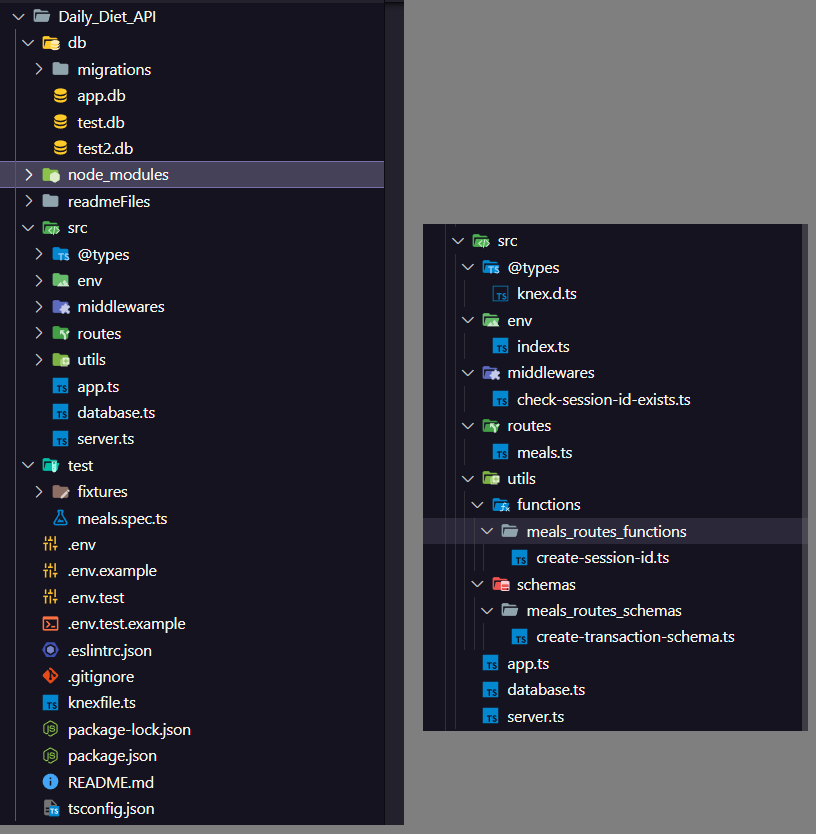 Daily_Diet_API
db
migrations
app.db
test.db
test2.db
node_modules
readmeFiles
src
@types
env
middlewares
routes
utils
app.ts
database.ts
server.ts
test
fixtures
meals.spec.ts
.env
.env.example
.env.test
.env.test.example
.eslintrc.json
.gitignore
knexfile.ts
package-lock.json
package.json
README.md
tsconfig.json
src
@types
knex.d.ts
env
index.ts
middlewares
check-session-id-exists.ts
routes
meals.ts
utils
functions
meals_routes_functions
create-session-id.ts
schemas
meals_routes_schemas
create-transaction-schema.ts
app.ts
database.ts
server.ts